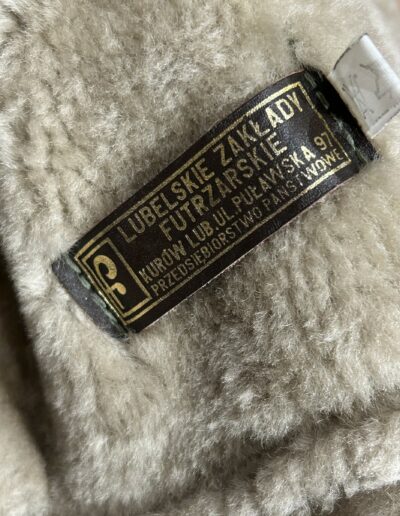 LUBELSKIE ZAKŁADY
FUTRZARSKIE
KURÓW LUB UL. PUŁAWSKA 97
PRZEDSIĘBIORSTWO PAŃSTWOWE